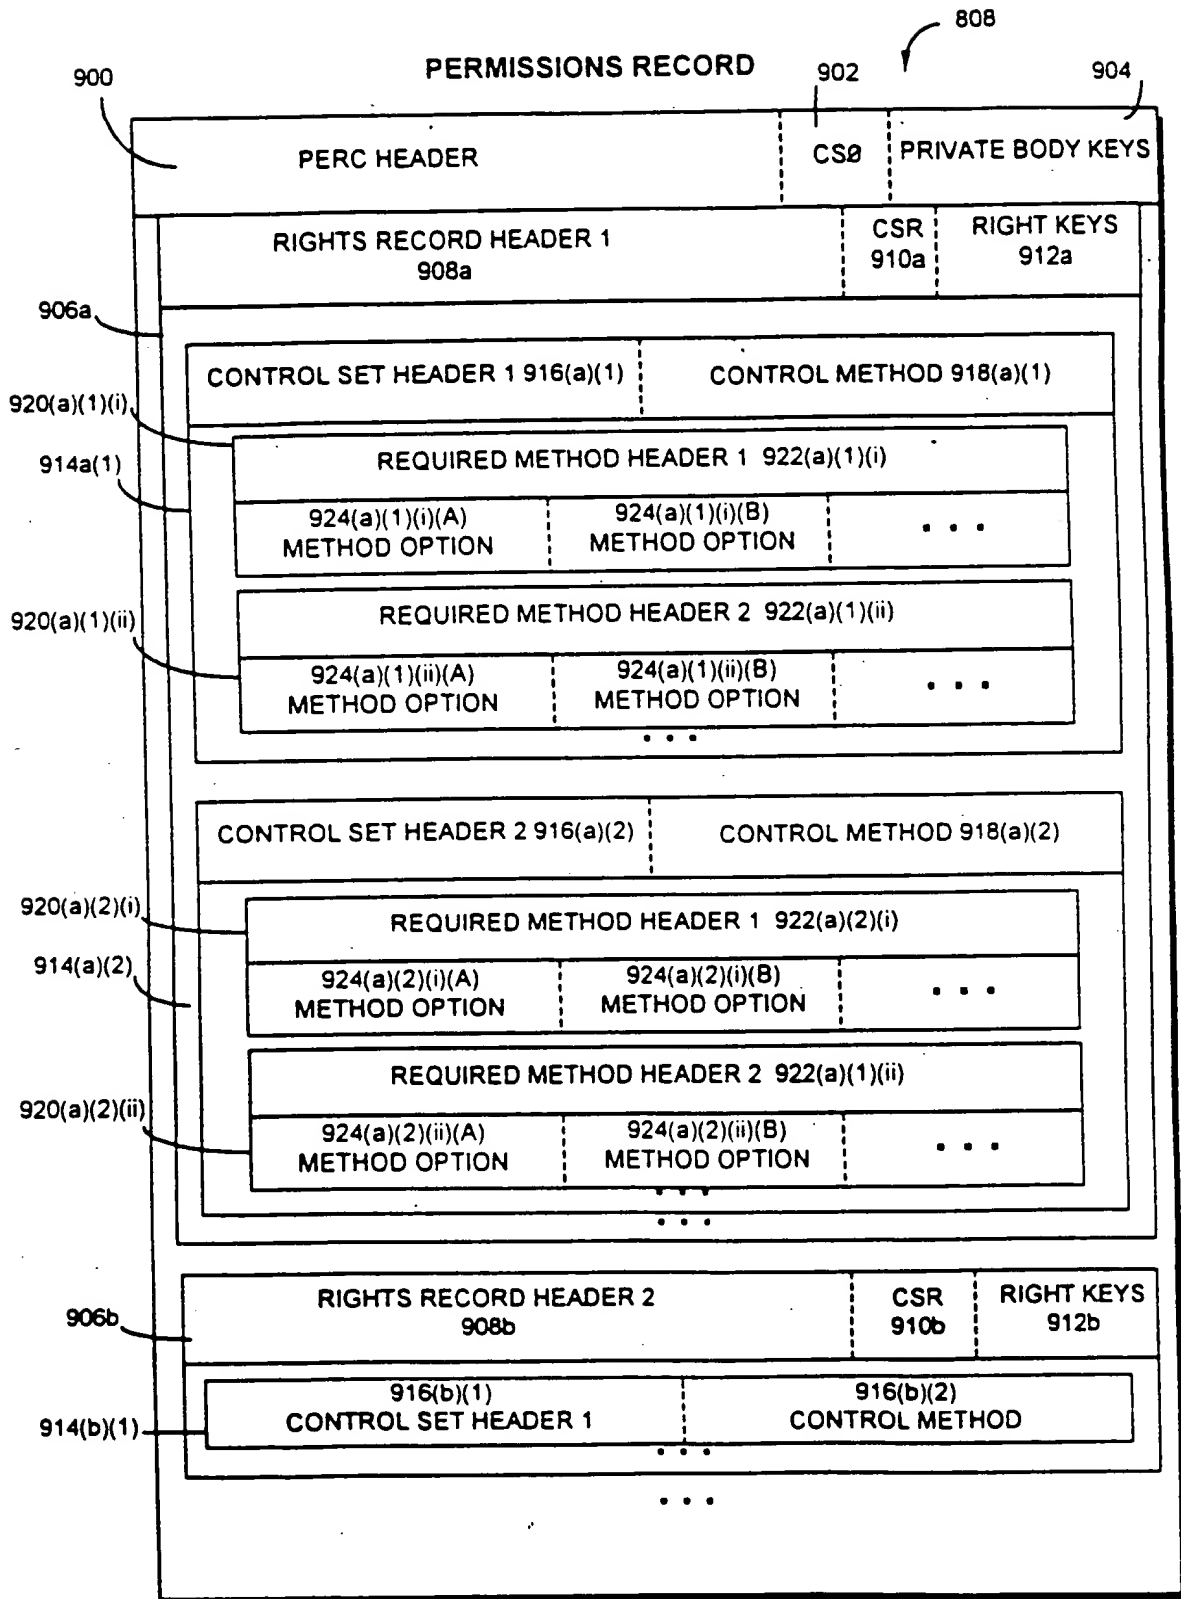 808
PERMISSIONS RECORD
900
902
904
PERC HEADER
CSØ
PRIVATE BODY KEYS
RIGHTS RECORD HEADER 1
908a
CSR
910a
RIGHT KEYS
912a
906a
CONTROL SET HEADER 1 916(a)(1)
CONTROL METHOD 918(a)(1)
920(a)(1)(i)
914a(1)
REQUIRED METHOD HEADER 1 922(a)(1)(i)
924(a)(1)(i)(A)
METHOD OPTION
924(a)(1)(i)(B)
METHOD OPTION
. . .
920(a)(1)(ii)
REQUIRED METHOD HEADER 2 922(a)(1)(ii)
924(a)(1)(ii)(A)
METHOD OPTION
924(a)(1)(ii)(B)
METHOD OPTION
. . .
. . .
CONTROL SET HEADER 2 916(a)(2)
CONTROL METHOD 918(a)(2)
920(a)(2)(i)
914(a)(2)
REQUIRED METHOD HEADER 1 922(a)(2)(i)
924(a)(2)(i)(A)
METHOD OPTION
924(a)(2)(i)(B)
METHOD OPTION
. . .
920(a)(2)(ii)
REQUIRED METHOD HEADER 2 922(a)(1)(ii)
924(a)(2)(ii)(A)
METHOD OPTION
924(a)(2)(ii)(B)
METHOD OPTION
. . .
. . .
. . .
906b
RIGHTS RECORD HEADER 2
908b
CSR
910b
RIGHT KEYS
912b
914(b)(1)
916(b)(1)
CONTROL SET HEADER 1
916(b)(2)
CONTROL METHOD
. . .
. . .